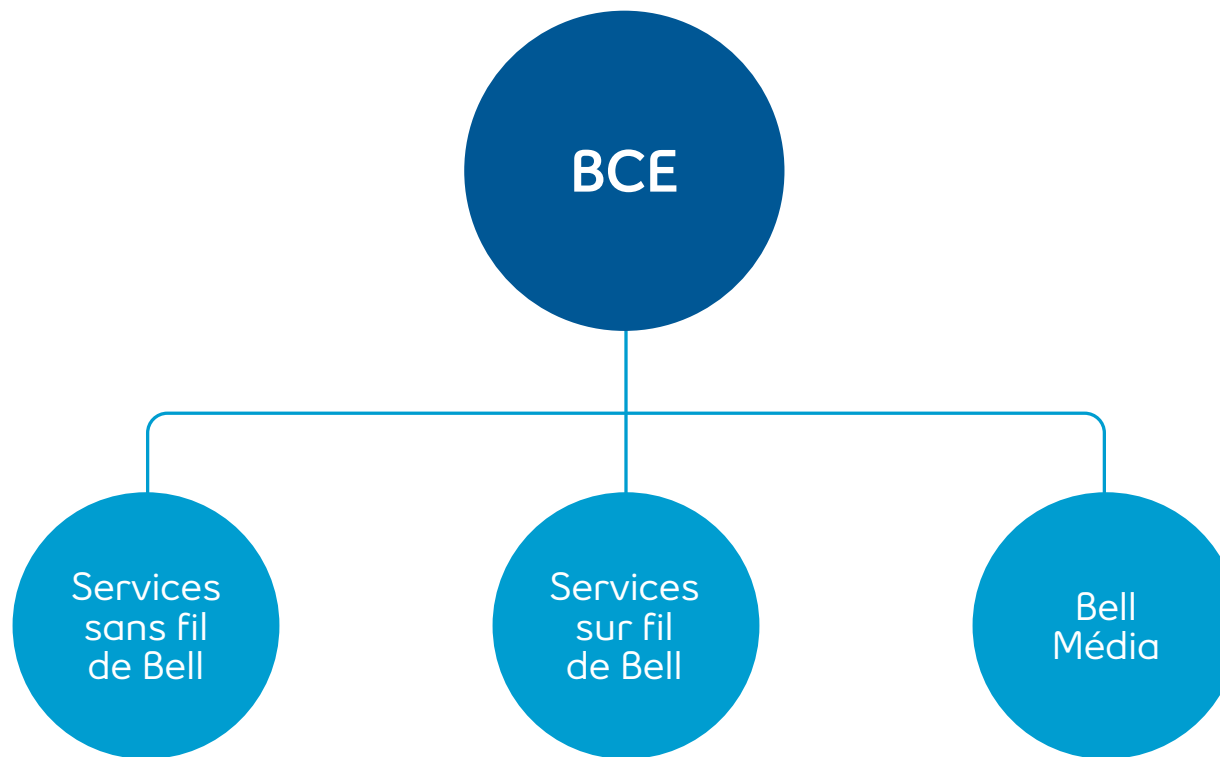 BCE
Services
sans fil
de Bell
Services
sur fil
de Bell
Bell
Média